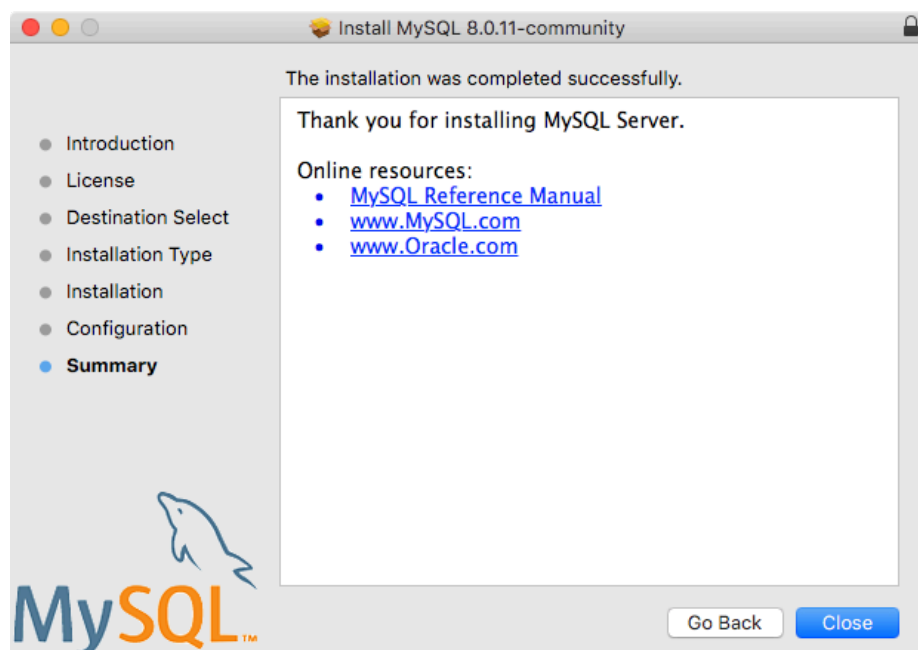 Install MySQL 8.0.11-community
The installation was completed successfully.
Introduction
License
Destination Select
Installation Type
Installation
Configuration
Summary
Thank you for installing MySQL Server.
Online resources:
• MySQL Reference Manual
• www.MySQL.com
• www.Oracle.com
MySQL™
Go Back
Close